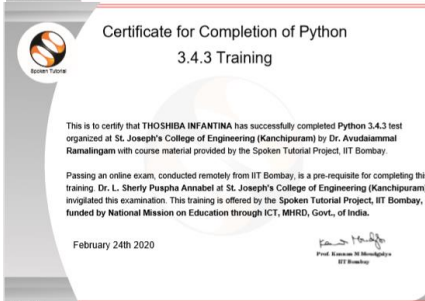 Certificate for Completion of Python
3.4.3 Training
Spoken Tutorial
This is to certify that THOSHIBA INFANTINA has successfully completed Python 3.4.3 test
organized at St. Joseph's College of Engineering (Kanchipuram) by Dr. Avudaiammal
Ramalingam with course material provided by the Spoken Tutorial Project, IIT Bombay.
Passing an online exam, conducted remotely from IIT Bombay, is a pre-requisite for completing this
training. Dr. L. Sherly Puspha Annabel at St. Joseph's College of Engineering (Kanchipuram)
invigilated this examination. This training is offered by the Spoken Tutorial Project, IIT Bombay,
funded by National Mission on Education through ICT, MHRD, Govt., of India.
February 24th 2020
Prof. Kannan M Moudgalya
IIT Bombay